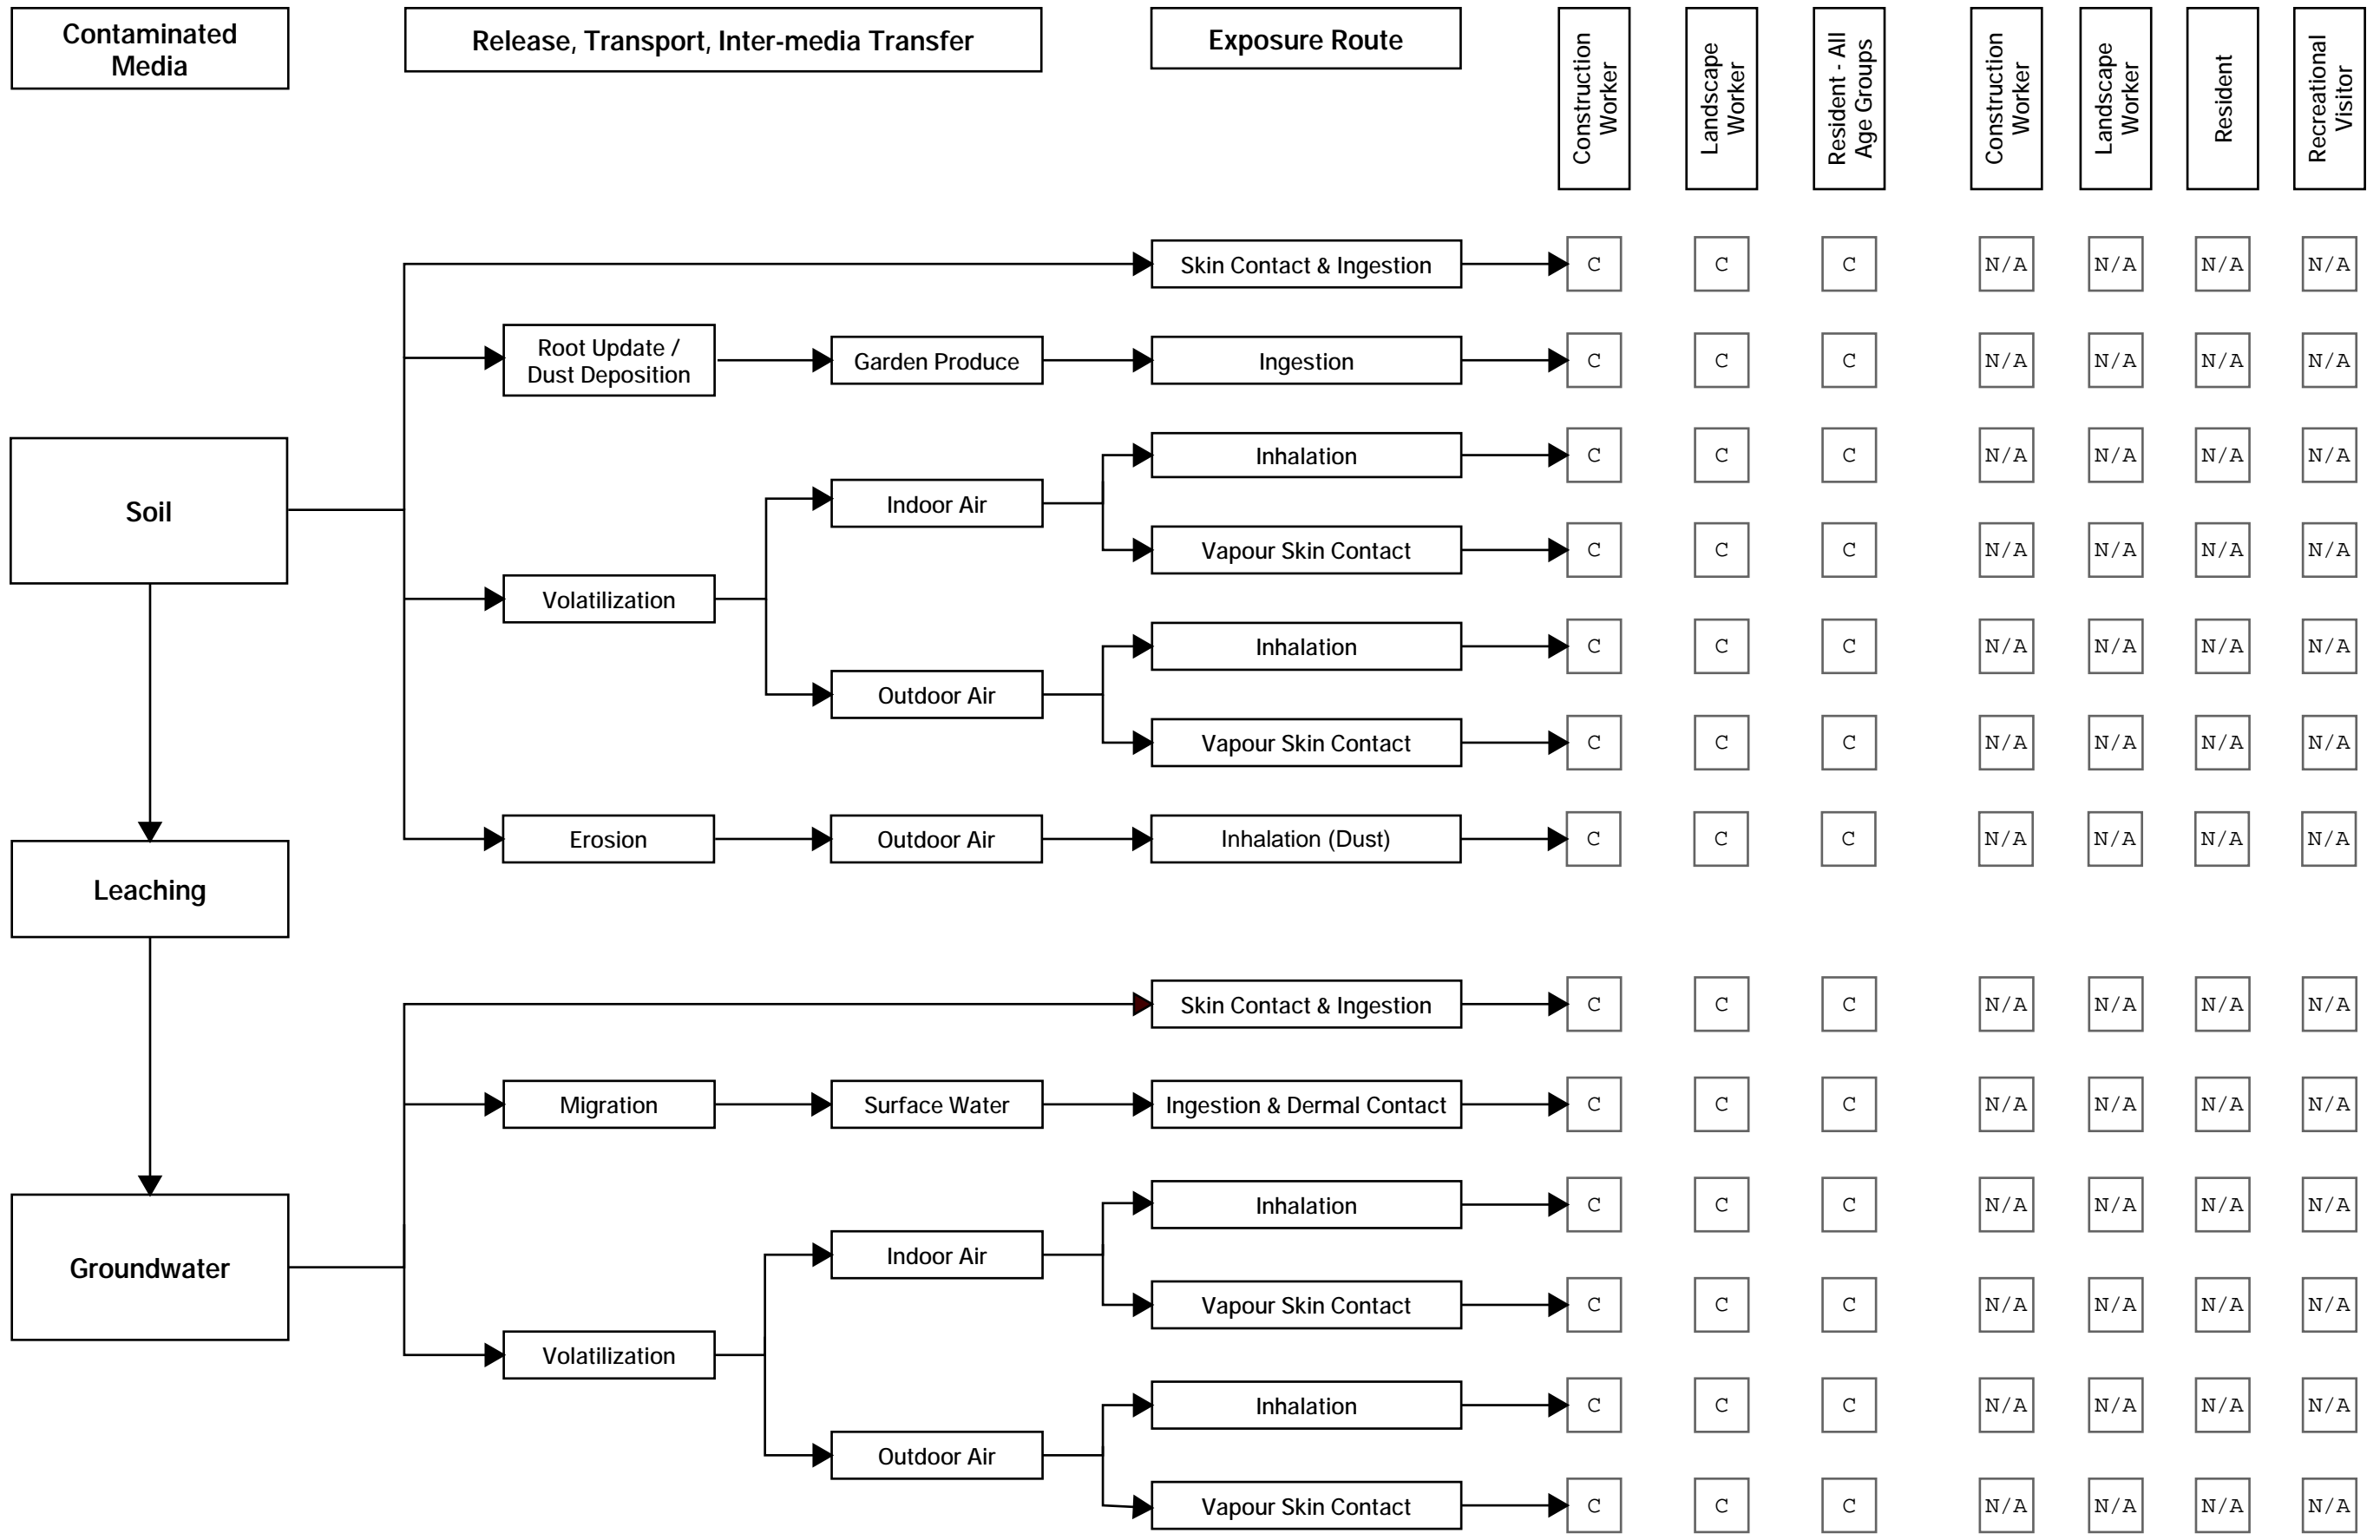 Contaminated
Media
Release, Transport, Inter-media Transfer
Exposure Route
Construction
Worker
Landscape
Worker
Resident - All
Age Groups
Construction
Worker
Landscape
Worker
Resident
Recreational
Visitor
Skin Contact & Ingestion
C
C
C
N/A
N/A
N/A
N/A
Root Update /
Dust Deposition
Garden Produce
Ingestion
C
C
C
N/A
N/A
N/A
N/A
Inhalation
C
C
C
N/A
N/A
N/A
N/A
Soil
Indoor Air
Vapour Skin Contact
C
C
C
N/A
N/A
N/A
N/A
Volatilization
Inhalation
C
C
C
N/A
N/A
N/A
N/A
Outdoor Air
Vapour Skin Contact
C
C
C
N/A
N/A
N/A
N/A
Erosion
Outdoor Air
Inhalation (Dust)
C
C
C
N/A
N/A
N/A
N/A
Leaching
Skin Contact & Ingestion
C
C
C
N/A
N/A
N/A
N/A
Migration
Surface Water
Ingestion & Dermal Contact
C
C
C
N/A
N/A
N/A
N/A
Inhalation
C
C
C
N/A
N/A
N/A
N/A
Groundwater
Indoor Air
Vapour Skin Contact
C
C
C
N/A
N/A
N/A
N/A
Volatilization
Inhalation
C
C
C
N/A
N/A
N/A
N/A
Outdoor Air
Vapour Skin Contact
C
C
C
N/A
N/A
N/A
N/A